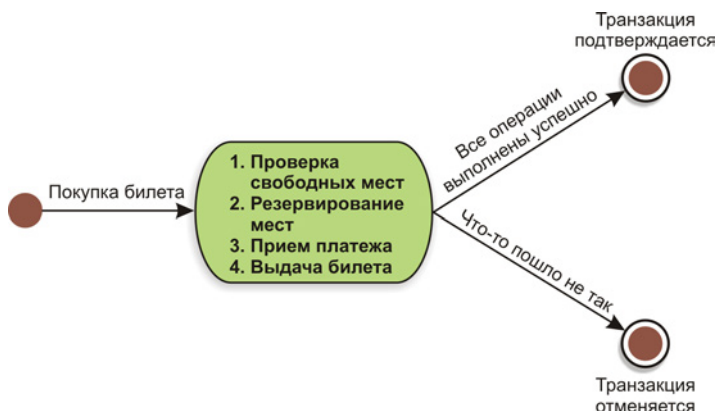 Покупка билета
1. Проверка
свободных мест
2. Резервирование
мест
3. Прием платежа
4. Выдача билета
Все операции
выполнены успешно
Транзакция
подтверждается
Что-то пошло не так
Транзакция
отменяется